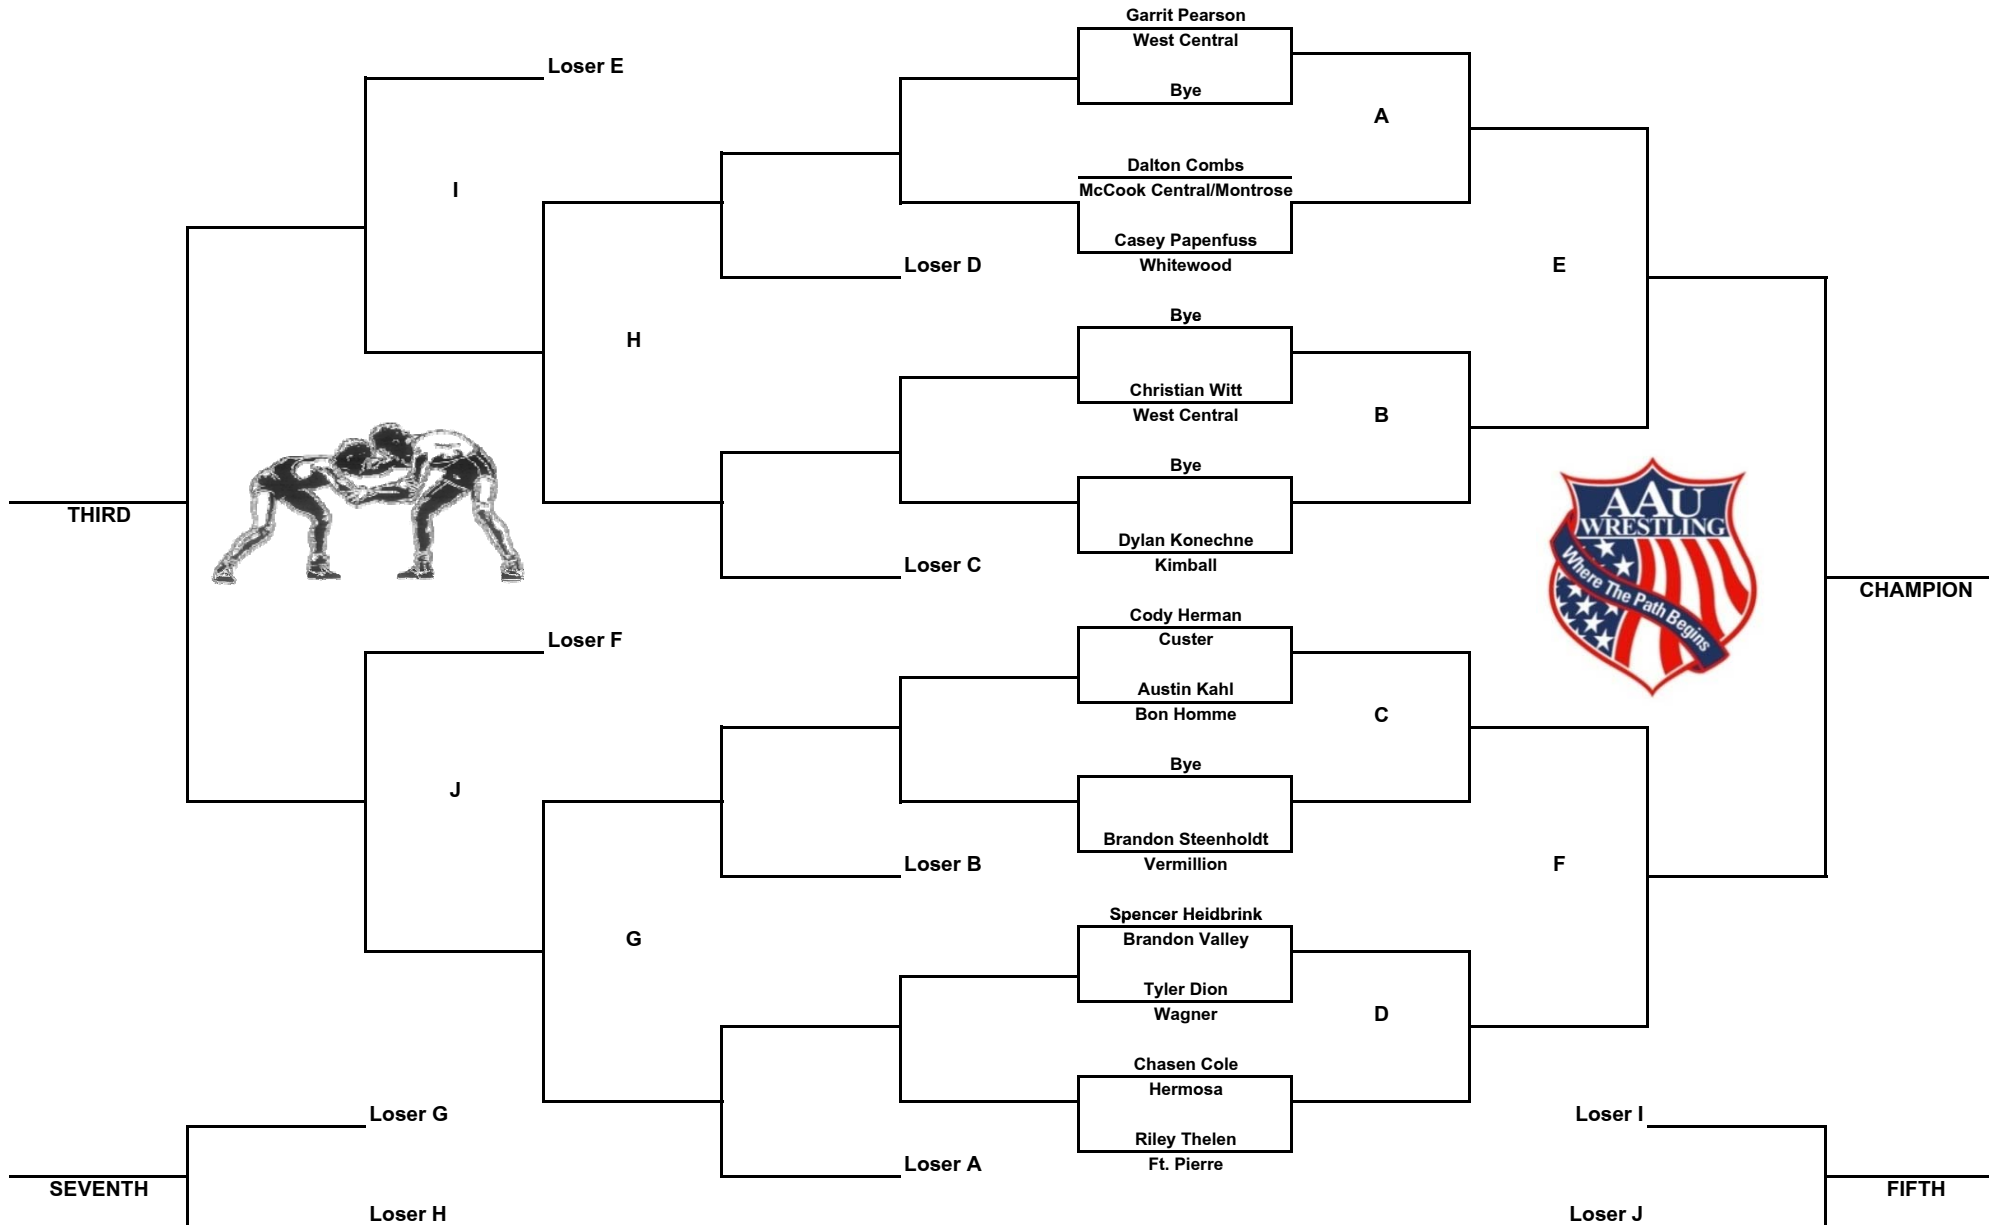 Garrit Pearson
West Central
Loser E
Bye
A
Dalton Combs
I
McCook Central/Montrose
Casey Papenfuss
Loser D
Whitewood
E
Bye
H
Christian Witt
West Central
B
Bye
AAU
WRESTLING
Where The Path Begins
THIRD
Dylan Konechne
Loser C
Kimball
CHAMPION
Cody Herman
Loser F
Custer
Austin Kahl
Bon Homme
C
Bye
J
Brandon Steenholdt
Loser B
Vermillion
F
Spencer Heidbrink
G
Brandon Valley
Tyler Dion
Wagner
D
Chasen Cole
Hermosa
Loser G
Loser I
Riley Thelen
Loser A
Ft. Pierre
SEVENTH
FIFTH
Loser H
Loser J